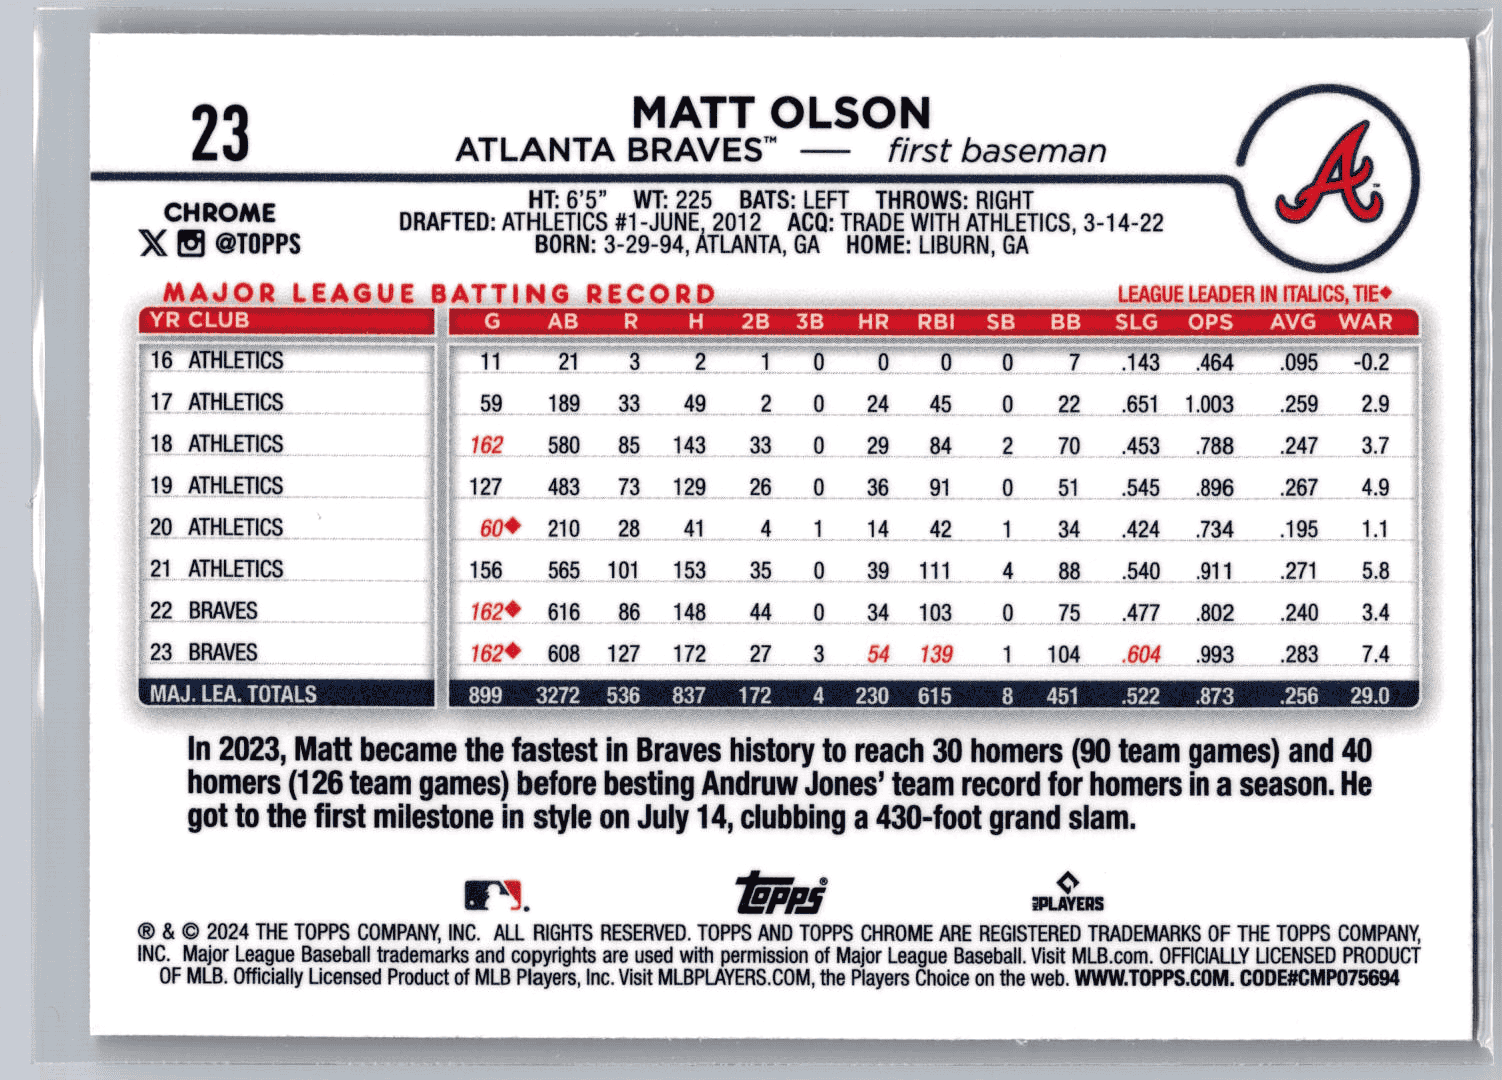 23
MATT OLSON
ATLANTA BRAVES™ — first baseman
CHROME
@TOPPS
HT: 6'5" WT: 225 BATS: LEFT THROWS: RIGHT
DRAFTED: ATHLETICS #1-JUNE, 2012 ACQ: TRADE WITH ATHLETICS, 3-14-22
BORN: 3-29-94, ATLANTA, GA HOME: LIBURN, GA
A™
MAJOR LEAGUE BATTING RECORD LEAGUE LEADER IN ITALICS, TIE◆
YR CLUB G AB R H 2B 3B HR RBI SB BB SLG OPS AVG WAR
16 ATHLETICS 11 21 3 2 1 0 0 0 0 7 .143 .464 .095 -0.2
17 ATHLETICS 59 189 33 49 2 0 24 45 0 22 .651 1.003 .259 2.9
18 ATHLETICS 162 580 85 143 33 0 29 84 2 70 .453 .788 .247 3.7
19 ATHLETICS 127 483 73 129 26 0 36 91 0 51 .545 .896 .267 4.9
20 ATHLETICS 60◆ 210 28 41 4 1 14 42 1 34 .424 .734 .195 1.1
21 ATHLETICS 156 565 101 153 35 0 39 111 4 88 .540 .911 .271 5.8
22 BRAVES 162◆ 616 86 148 44 0 34 103 0 75 .477 .802 .240 3.4
23 BRAVES 162◆ 608 127 172 27 3 54 139 1 104 .604 .993 .283 7.4
MAJ. LEA. TOTALS 899 3272 536 837 172 4 230 615 8 451 .522 .873 .256 29.0
In 2023, Matt became the fastest in Braves history to reach 30 homers (90 team games) and 40
homers (126 team games) before besting Andruw Jones' team record for homers in a season. He
got to the first milestone in style on July 14, clubbing a 430-foot grand slam.
Topps® MLB PLAYERS
® & © 2024 THE TOPPS COMPANY, INC. ALL RIGHTS RESERVED. TOPPS AND TOPPS CHROME ARE REGISTERED TRADEMARKS OF THE TOPPS COMPANY,
INC. Major League Baseball trademarks and copyrights are used with permission of Major League Baseball. Visit MLB.com. OFFICIALLY LICENSED PRODUCT
OF MLB. Officially Licensed Product of MLB Players, Inc. Visit MLBPLAYERS.COM, the Players Choice on the web. WWW.TOPPS.COM. CODE#CMP075694